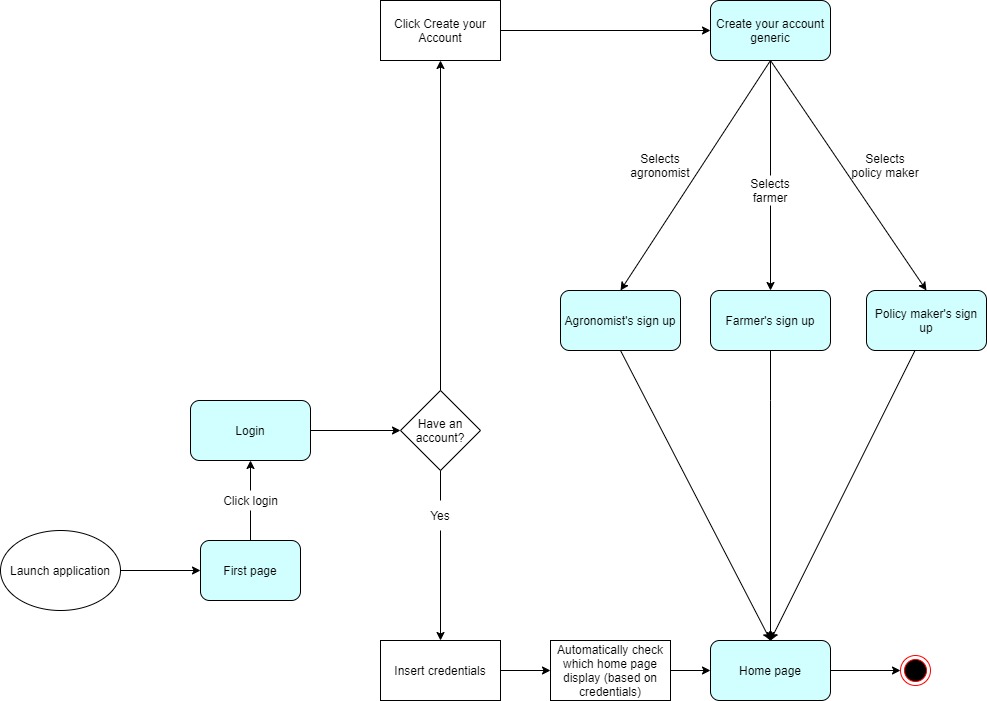 Click Create your
Account
Create your account
generic
Selects
agronomist
Selects
farmer
Selects
policy maker
Agronomist's sign up
Farmer's sign up
Policy maker's sign
up
Login
Have an
account?
Click login
Yes
Launch application
First page
Insert credentials
Automatically check
which home page
display (based on
credentials)
Home page